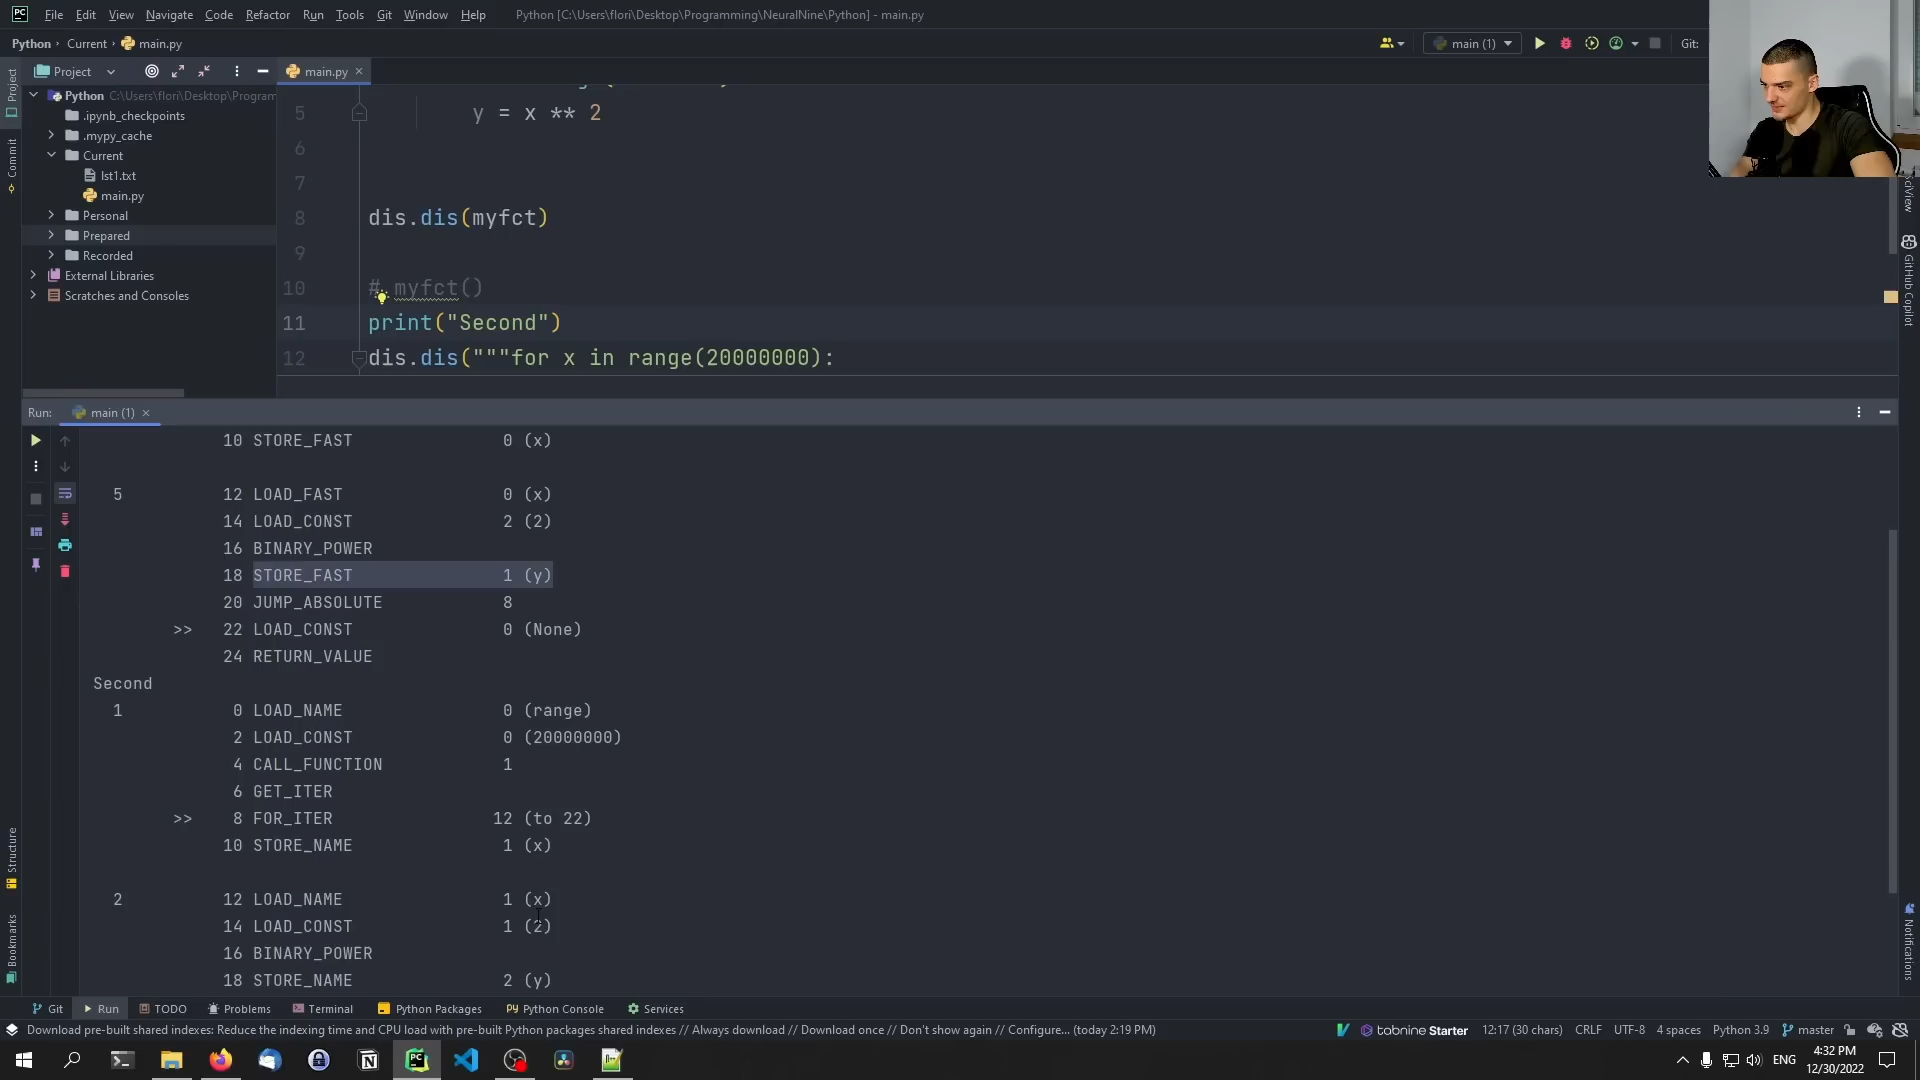 PC File Edit View Navigate Code Refactor Run Tools Git Window Help Python [C:\Users\flori\Desktop\Programming\NeuralNine\Python] - main.py
Python › Current › main.py
main (1)
Git:
Project
main.py
Python C:\Users\flori\Desktop\Program
.ipynb_checkpoints
.mypy_cache
Current
lst1.txt
main.py
Personal
Prepared
Recorded
External Libraries
Scratches and Consoles
Project
Commit
Structure
Bookmarks
5 y = x ** 2
6
7
8 dis.dis(myfct)
9
10 # myfct()
11 print("Second")
12 dis.dis("""for x in range(20000000):
SciView
GitHub Copilot
Notifications
Run: main (1)
10 STORE_FAST 0 (x)
5 12 LOAD_FAST 0 (x)
14 LOAD_CONST 2 (2)
16 BINARY_POWER
18 STORE_FAST 1 (y)
20 JUMP_ABSOLUTE 8
>> 22 LOAD_CONST 0 (None)
24 RETURN_VALUE
Second
1 0 LOAD_NAME 0 (range)
2 LOAD_CONST 0 (20000000)
4 CALL_FUNCTION 1
6 GET_ITER
>> 8 FOR_ITER 12 (to 22)
10 STORE_NAME 1 (x)
2 12 LOAD_NAME 1 (x)
14 LOAD_CONST 1 (2)
16 BINARY_POWER
18 STORE_NAME 2 (y)
Git Run TODO Problems Terminal Python Packages Python Console Services
Download pre-built shared indexes: Reduce the indexing time and CPU load with pre-built Python packages shared indexes // Always download // Download once // Don't show again // Configure... (today 2:19 PM) tabnine Starter 12:17 (30 chars) CRLF UTF-8 4 spaces Python 3.9 master
ENG 4:32 PM
12/30/2022